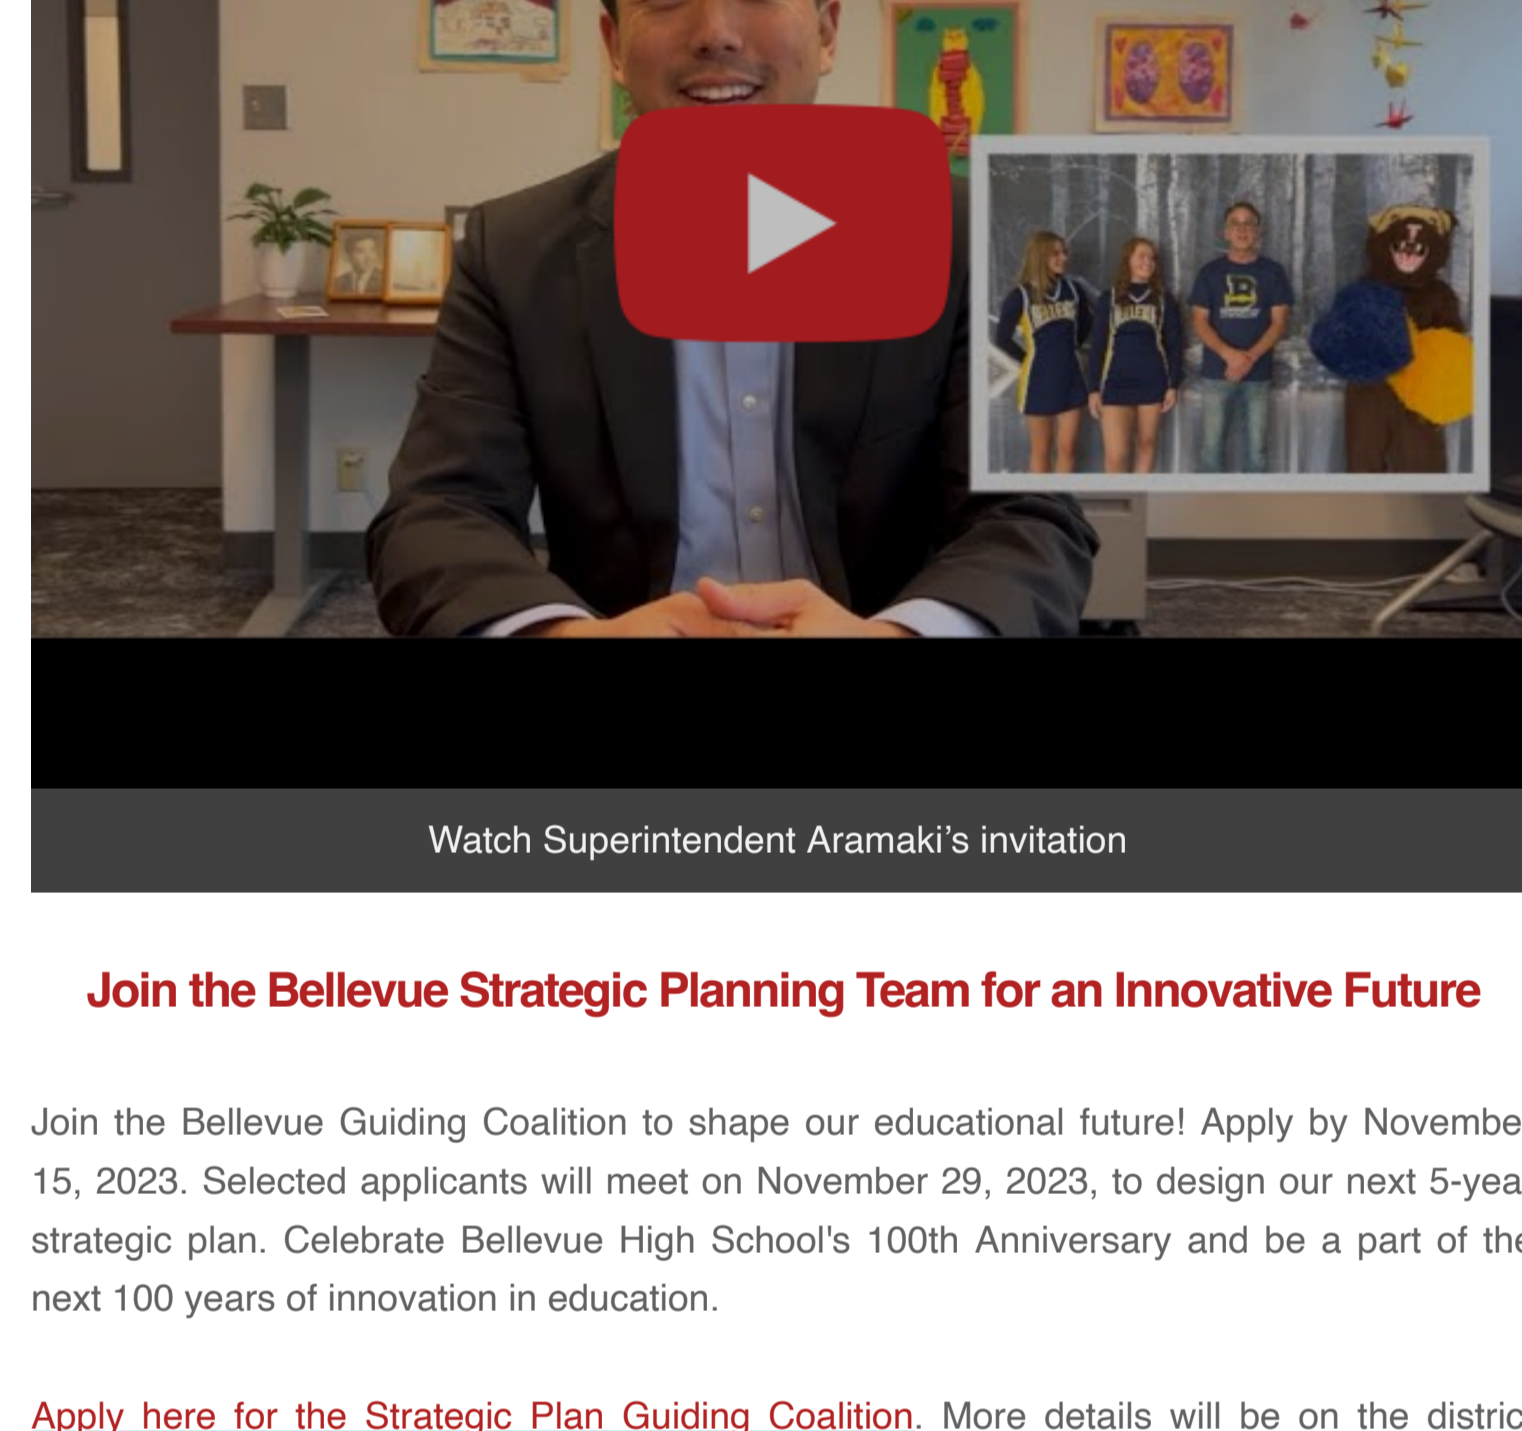 Watch Superintendent Aramaki’s invitation
Join the Bellevue Strategic Planning Team for an Innovative Future
Join the Bellevue Guiding Coalition to shape our educational future! Apply by Novembe
15, 2023. Selected applicants will meet on November 29, 2023, to design our next 5-yea
strategic plan. Celebrate Bellevue High School's 100th Anniversary and be a part of the
next 100 years of innovation in education.
Apply here for the Strategic Plan Guiding Coalition. More details will be on the distric